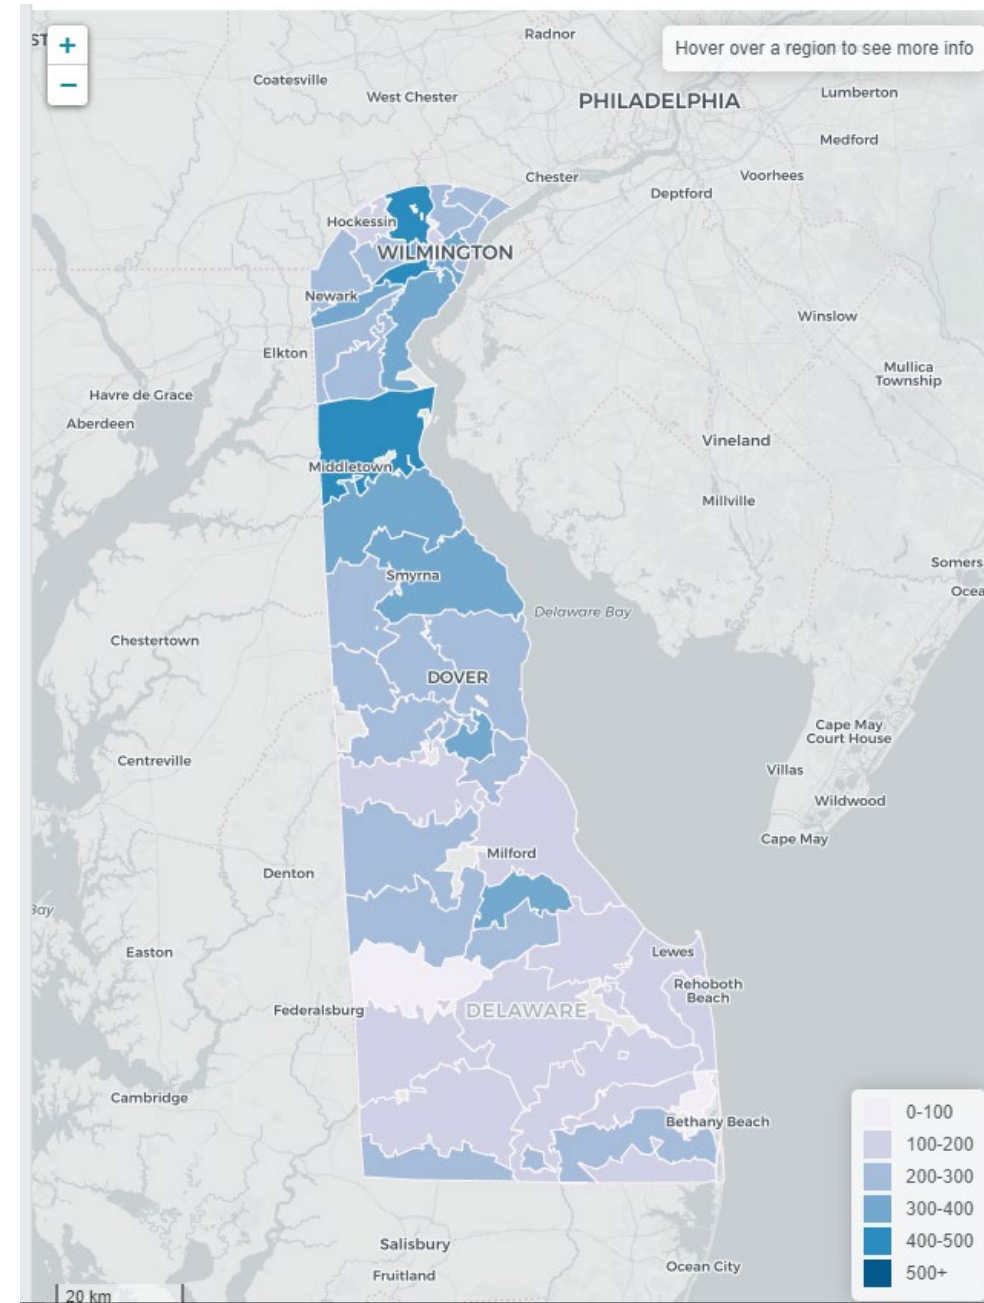 ST
+
−
Radnor
Hover over a region to see more info
Coatesville
West Chester
PHILADELPHIA
Lumberton
Medford
Chester
Voorhees
Deptford
Hockessin
WILMINGTON
Newark
Winslow
Elkton
Mullica
Township
Havre de Grace
Aberdeen
Vineland
Middletown
Millville
Somers
Smyrna
Ocea
Delaware Bay
Chestertown
DOVER
Cape May
Court House
Centreville
Villas
Wildwood
Cape May
Milford
Denton
Bay
Easton
Lewes
Rehoboth
Beach
Federalsburg
DELAWARE
Cambridge
Bethany Beach
0-100
100-200
200-300
300-400
400-500
500+
Salisbury
Fruitland
Ocean City
20 km